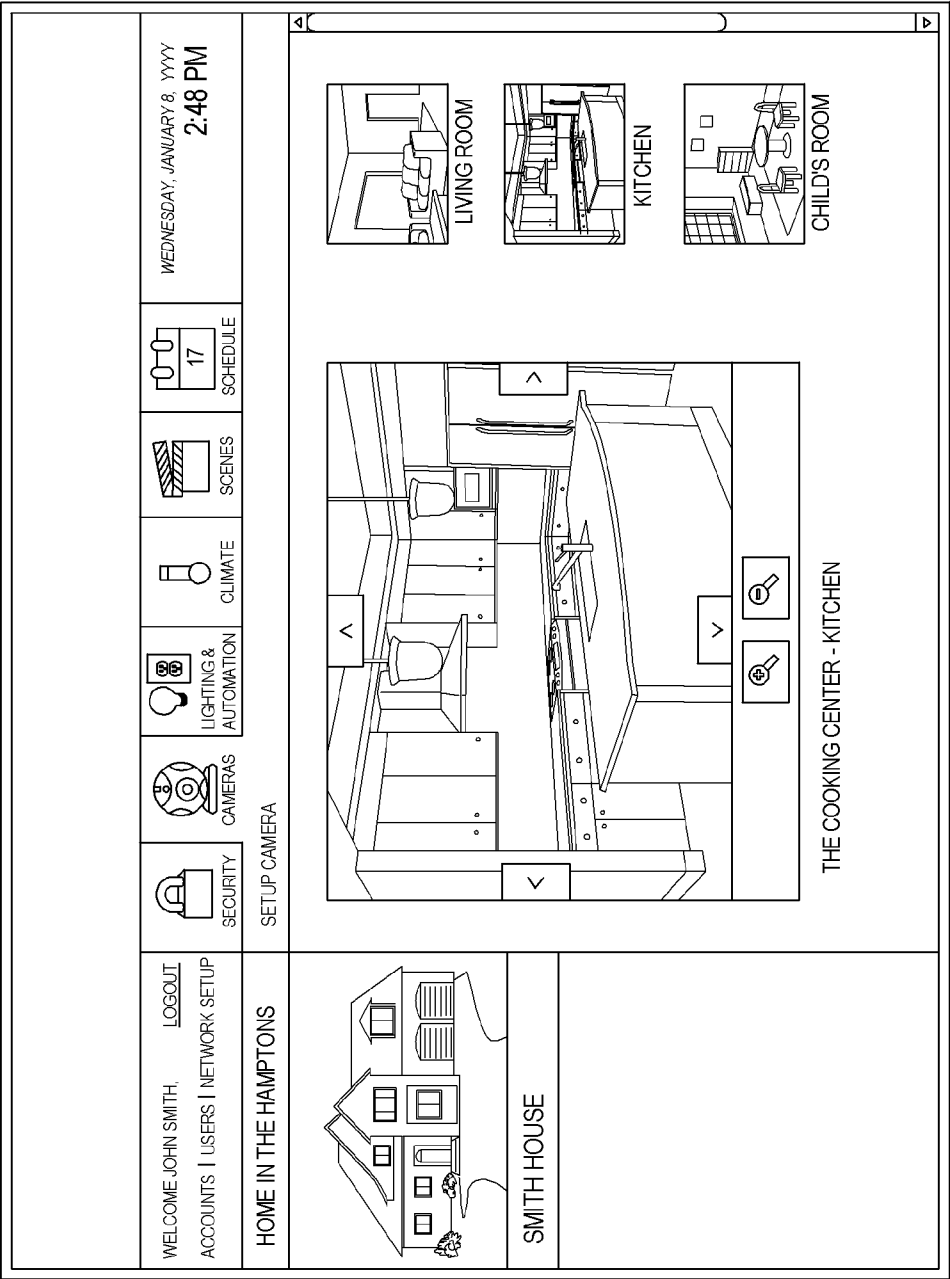 WELCOME JOHN SMITH,
LOGOUT
ACCOUNTS | USERS | NETWORK SETUP
SECURITY
CAMERAS
LIGHTING &
AUTOMATION
CLIMATE
SCENES
17
SCHEDULE
WEDNESDAY, JANUARY 8, YYYY
2:48 PM
HOME IN THE HAMPTONS
SETUP CAMERA
SMITH HOUSE
THE COOKING CENTER - KITCHEN
LIVING ROOM
KITCHEN
CHILD'S ROOM